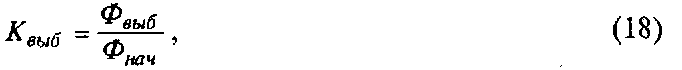 K_выб = Ф_выб / Ф_нач , (18)